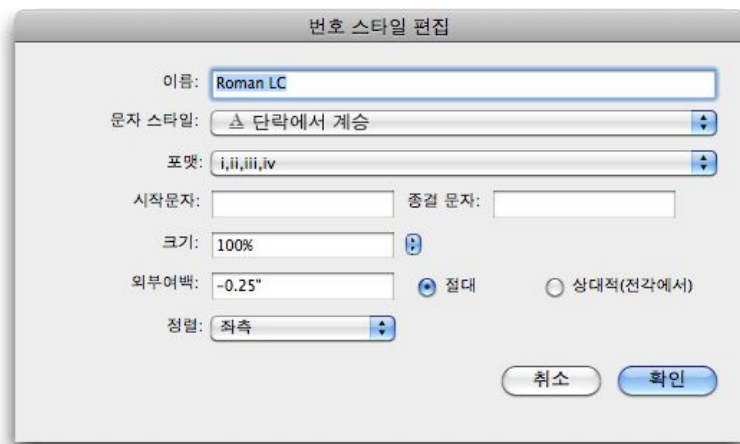 번호 스타일 편집
이름: Roman LC
문자 스타일: A 단락에서 계승
포맷: i,ii,iii,iv
시작문자: 종결 문자:
크기: 100%
외부여백: -0.25" 절대 상대적(전각에서)
정렬: 좌측
취소 확인